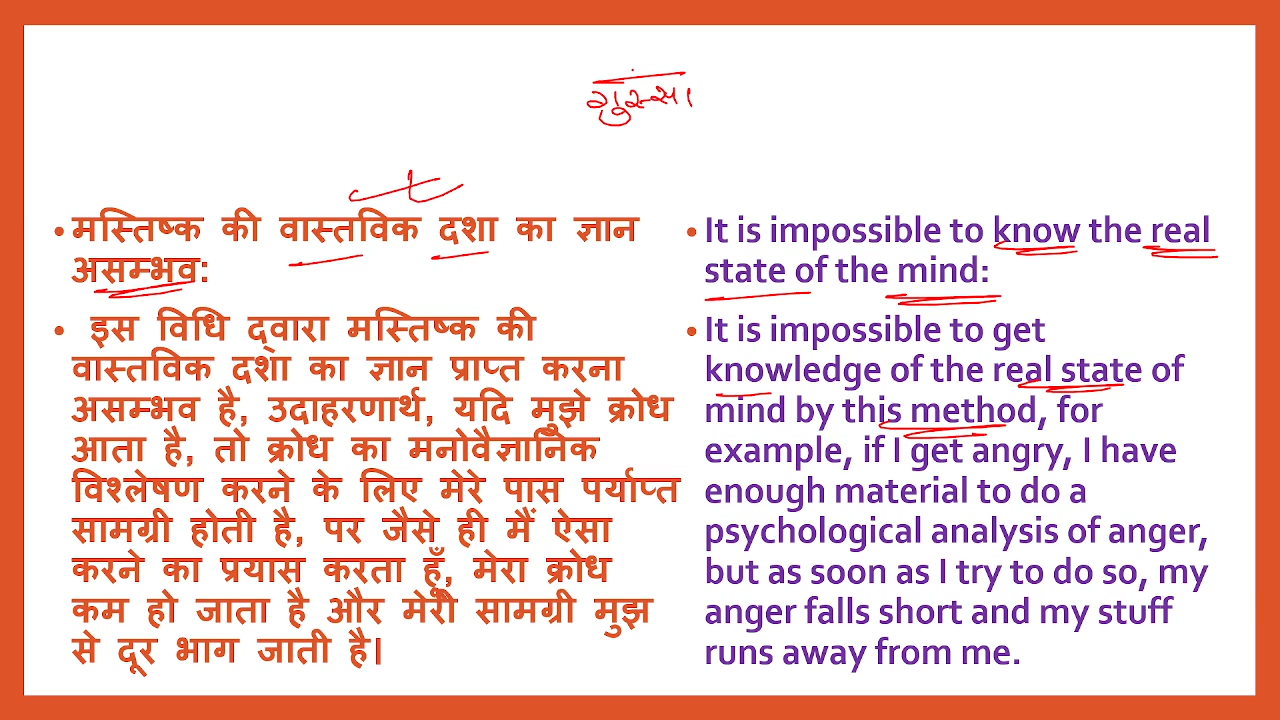 गुस्सा
• मस्तिष्क की वास्तविक दशा का ज्ञान
असम्भव:
• इस विधि द्वारा मस्तिष्क की
वास्तविक दशा का ज्ञान प्राप्त करना
असम्भव है, उदाहरणार्थ, यदि मुझे क्रोध
आता है, तो क्रोध का मनोवैज्ञानिक
विश्लेषण करने के लिए मेरे पास पर्याप्त
सामग्री होती है, पर जैसे ही मैं ऐसा
करने का प्रयास करता हूँ, मेरा क्रोध
कम हो जाता है और मेरी सामग्री मुझ
से दूर भाग जाती है।
• It is impossible to know the real
state of the mind:
• It is impossible to get
knowledge of the real state of
mind by this method, for
example, if I get angry, I have
enough material to do a
psychological analysis of anger,
but as soon as I try to do so, my
anger falls short and my stuff
runs away from me.